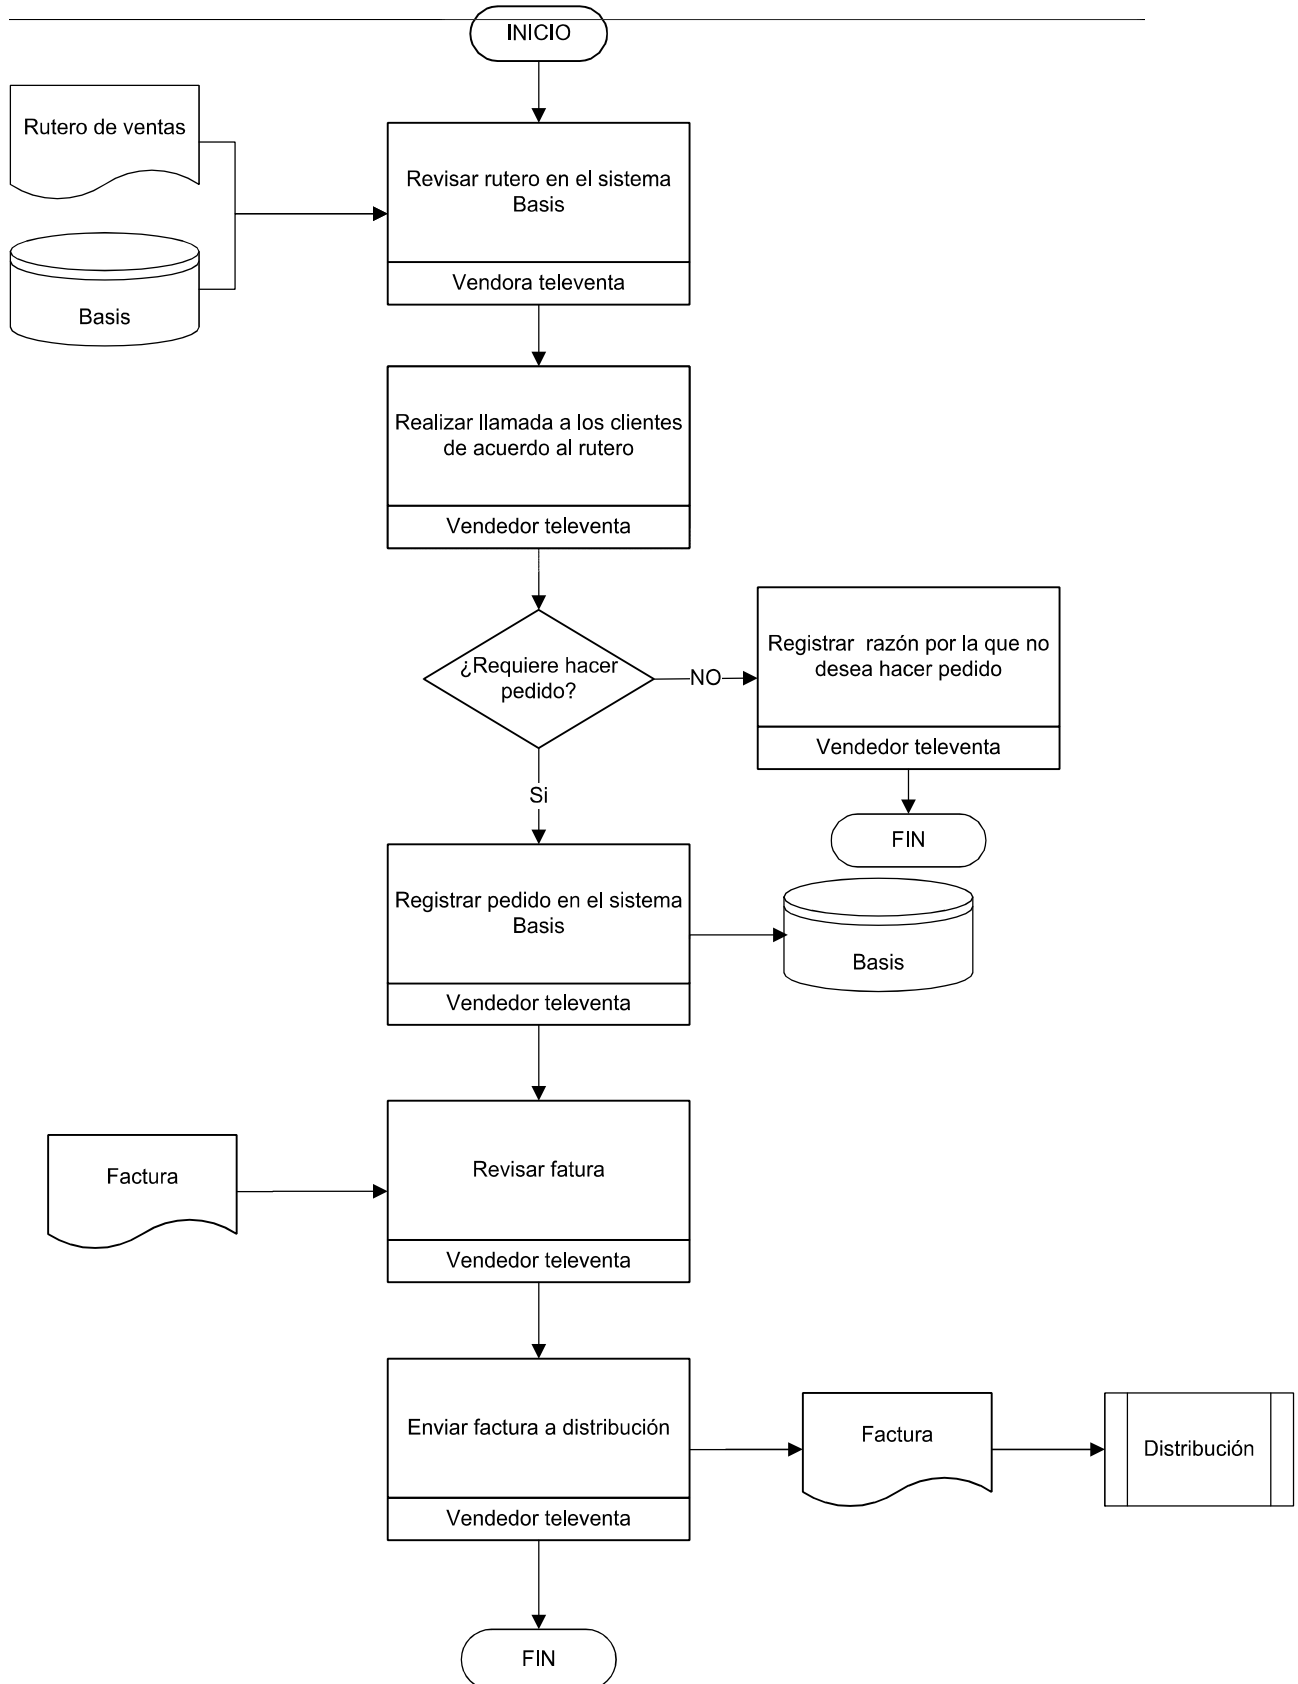 INICIO
Rutero de ventas
Revisar rutero en el sistema
Basis
Vendora televenta
Basis
Realizar llamada a los clientes
de acuerdo al rutero
Vendedor televenta
¿Requiere hacer
pedido?
NO
Registrar razón por la que no
desea hacer pedido
Vendedor televenta
Si
FIN
Registrar pedido en el sistema
Basis
Vendedor televenta
Basis
Factura
Revisar fatura
Vendedor televenta
Enviar factura a distribución
Vendedor televenta
Factura
Distribución
FIN